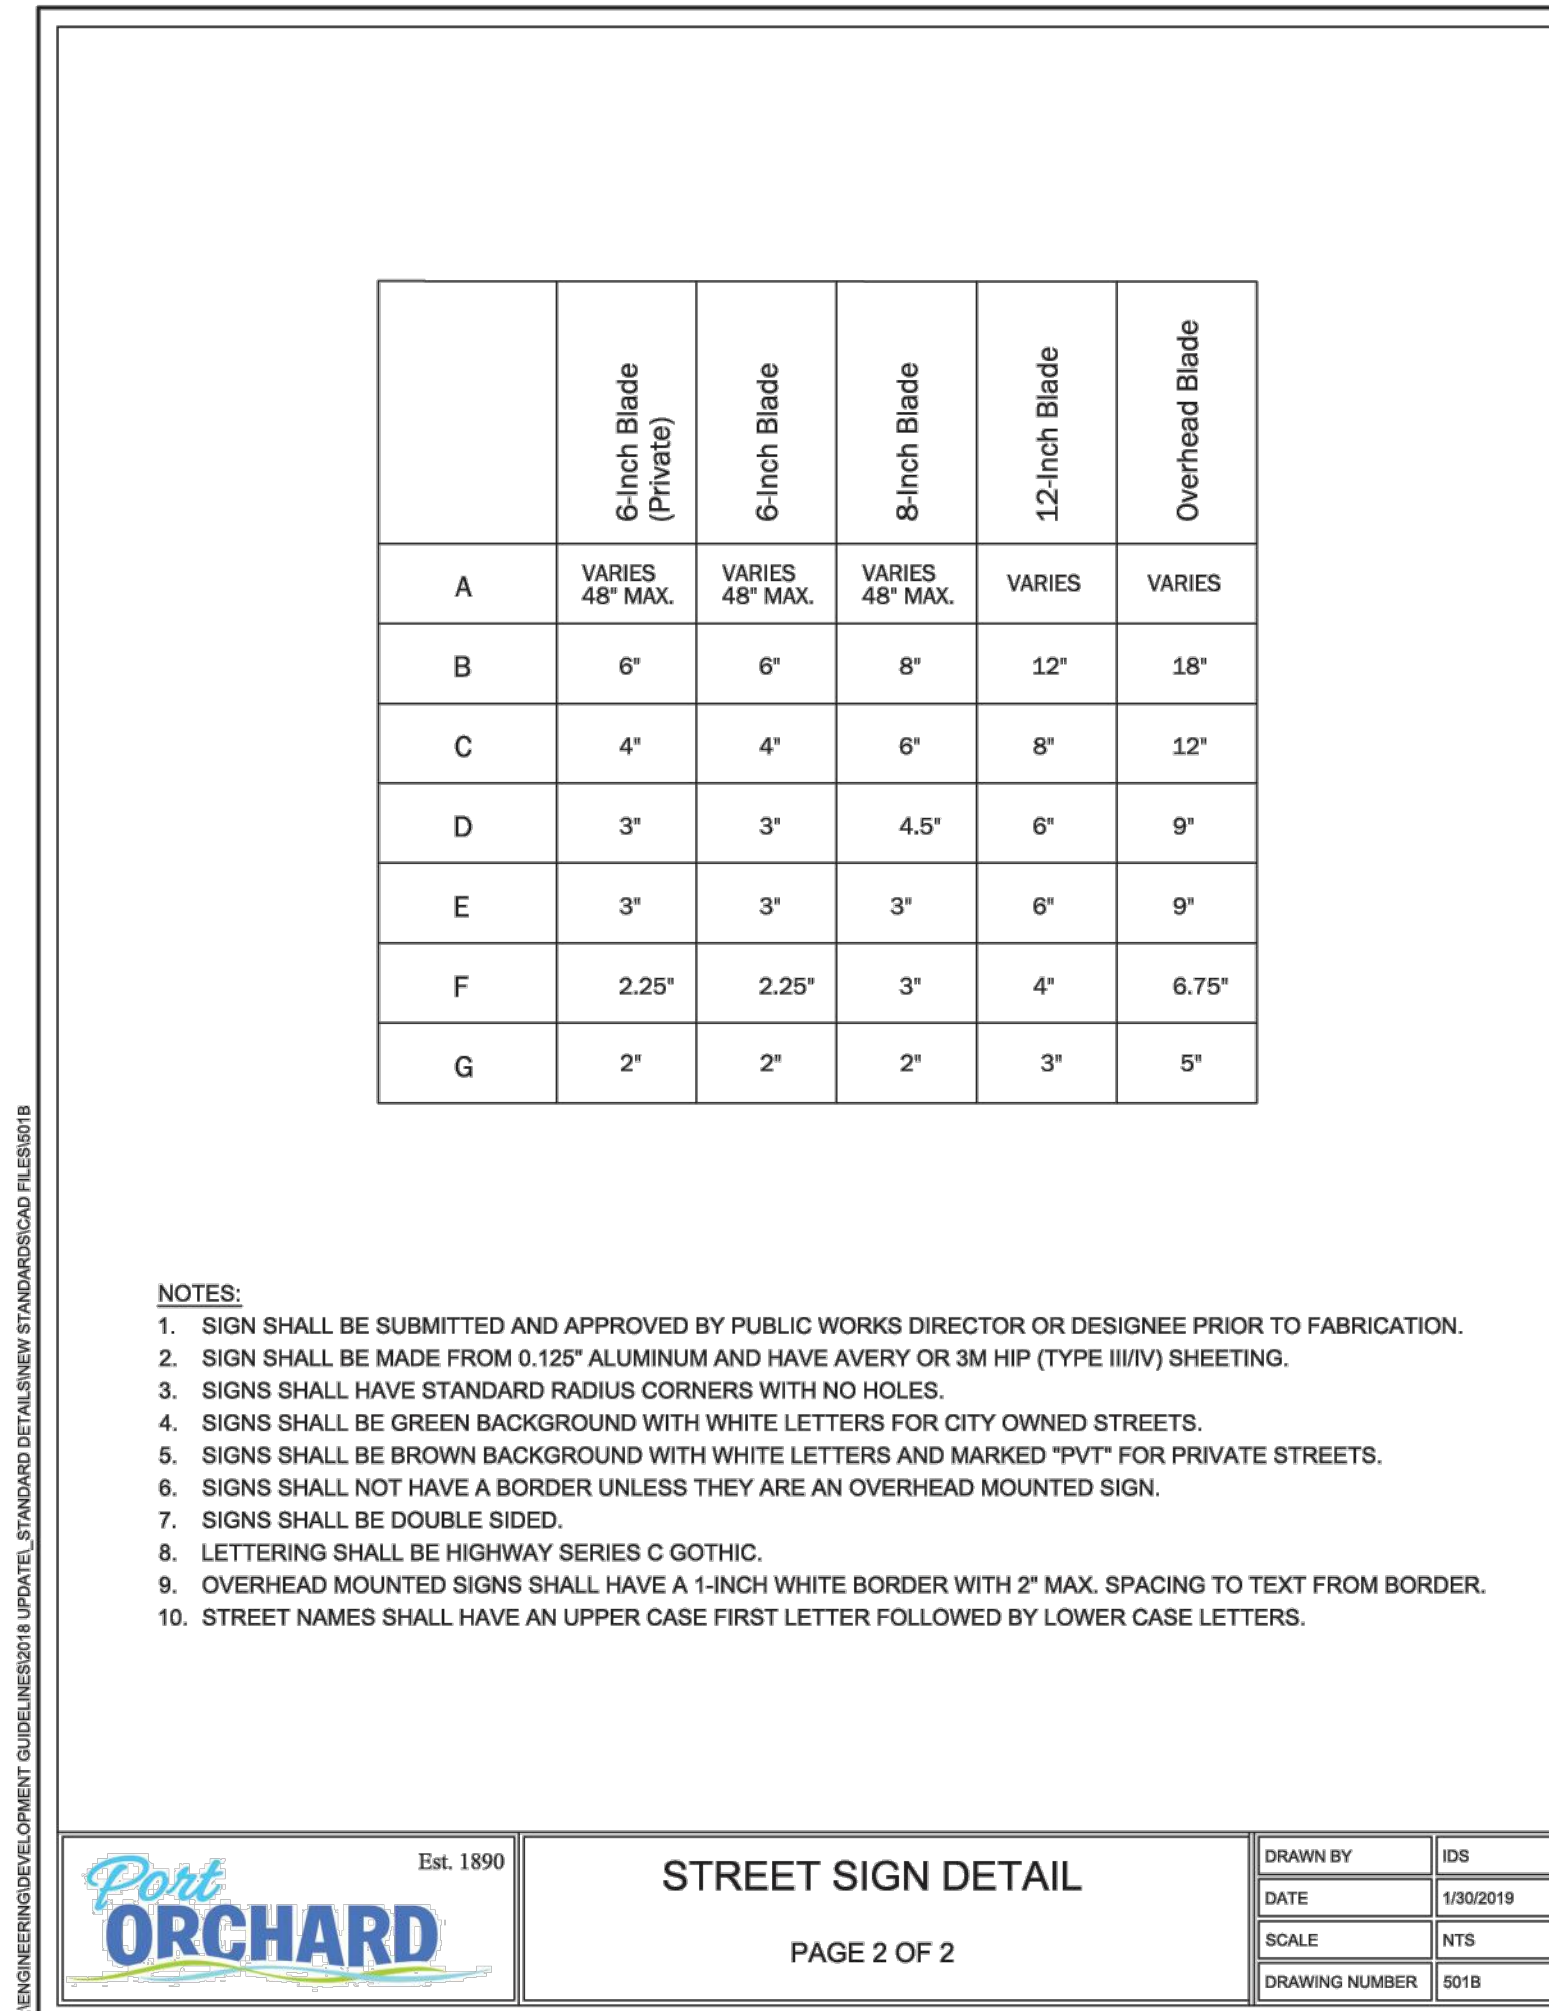 6-Inch Blade
(Private)
6-Inch Blade
8-Inch Blade
12-Inch Blade
Overhead Blade
A VARIES 48" MAX. VARIES 48" MAX. VARIES 48" MAX. VARIES VARIES
B 6" 6" 8" 12" 18"
C 4" 4" 6" 8" 12"
D 3" 3" 4.5" 6" 9"
E 3" 3" 3" 6" 9"
F 2.25" 2.25" 3" 4" 6.75"
G 2" 2" 2" 3" 5"
NOTES:
1. SIGN SHALL BE SUBMITTED AND APPROVED BY PUBLIC WORKS DIRECTOR OR DESIGNEE PRIOR TO FABRICATION.
2. SIGN SHALL BE MADE FROM 0.125" ALUMINUM AND HAVE AVERY OR 3M HIP (TYPE III/IV) SHEETING.
3. SIGNS SHALL HAVE STANDARD RADIUS CORNERS WITH NO HOLES.
4. SIGNS SHALL BE GREEN BACKGROUND WITH WHITE LETTERS FOR CITY OWNED STREETS.
5. SIGNS SHALL BE BROWN BACKGROUND WITH WHITE LETTERS AND MARKED "PVT" FOR PRIVATE STREETS.
6. SIGNS SHALL NOT HAVE A BORDER UNLESS THEY ARE AN OVERHEAD MOUNTED SIGN.
7. SIGNS SHALL BE DOUBLE SIDED.
8. LETTERING SHALL BE HIGHWAY SERIES C GOTHIC.
9. OVERHEAD MOUNTED SIGNS SHALL HAVE A 1-INCH WHITE BORDER WITH 2" MAX. SPACING TO TEXT FROM BORDER.
10. STREET NAMES SHALL HAVE AN UPPER CASE FIRST LETTER FOLLOWED BY LOWER CASE LETTERS.
\ENGINEERING\DEVELOPMENT GUIDELINES\2018 UPDATE\_STANDARD DETAILS\NEW STANDARDS\CAD FILES\501B
Port
ORCHARD
Est. 1890
STREET SIGN DETAIL
PAGE 2 OF 2
DRAWN BY IDS
DATE 1/30/2019
SCALE NTS
DRAWING NUMBER 501B